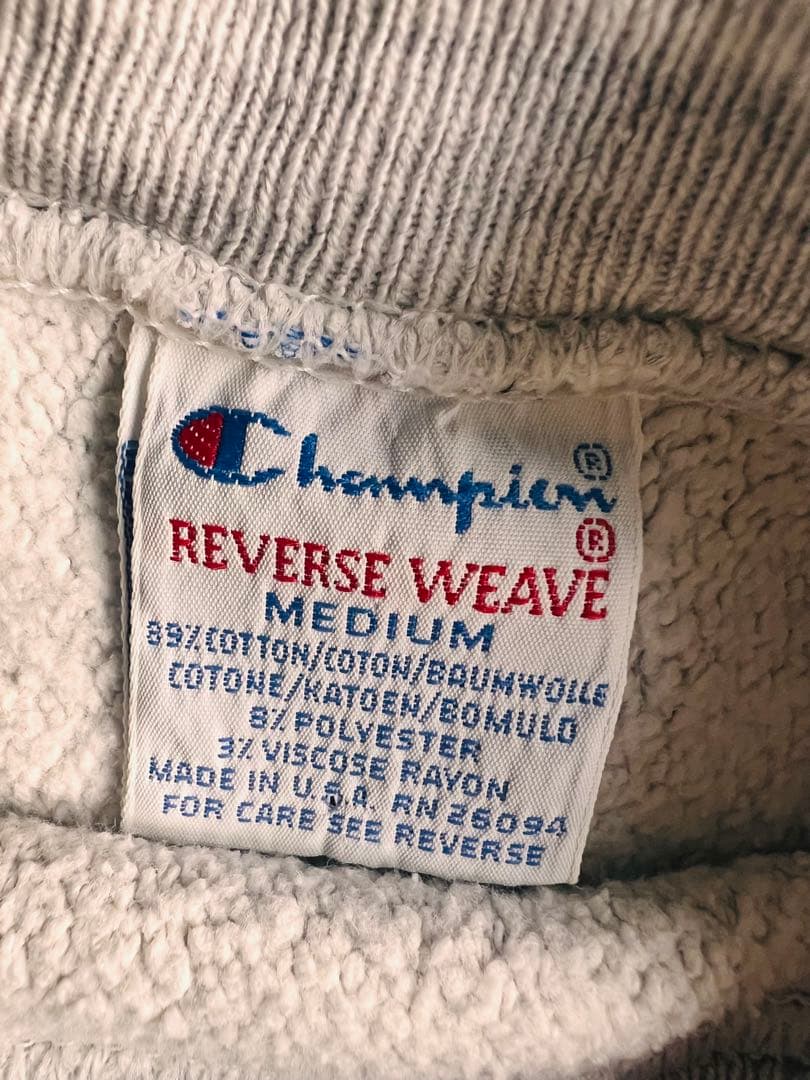 Champion®
REVERSE WEAVE®
MEDIUM
89% COTTON/COTON/BAUMWOLLE
COTONE/KATOEN/BOMULD
8% POLYESTER
3% VISCOSE RAYON
MADE IN U.S.A. RN 26094
FOR CARE SEE REVERSE